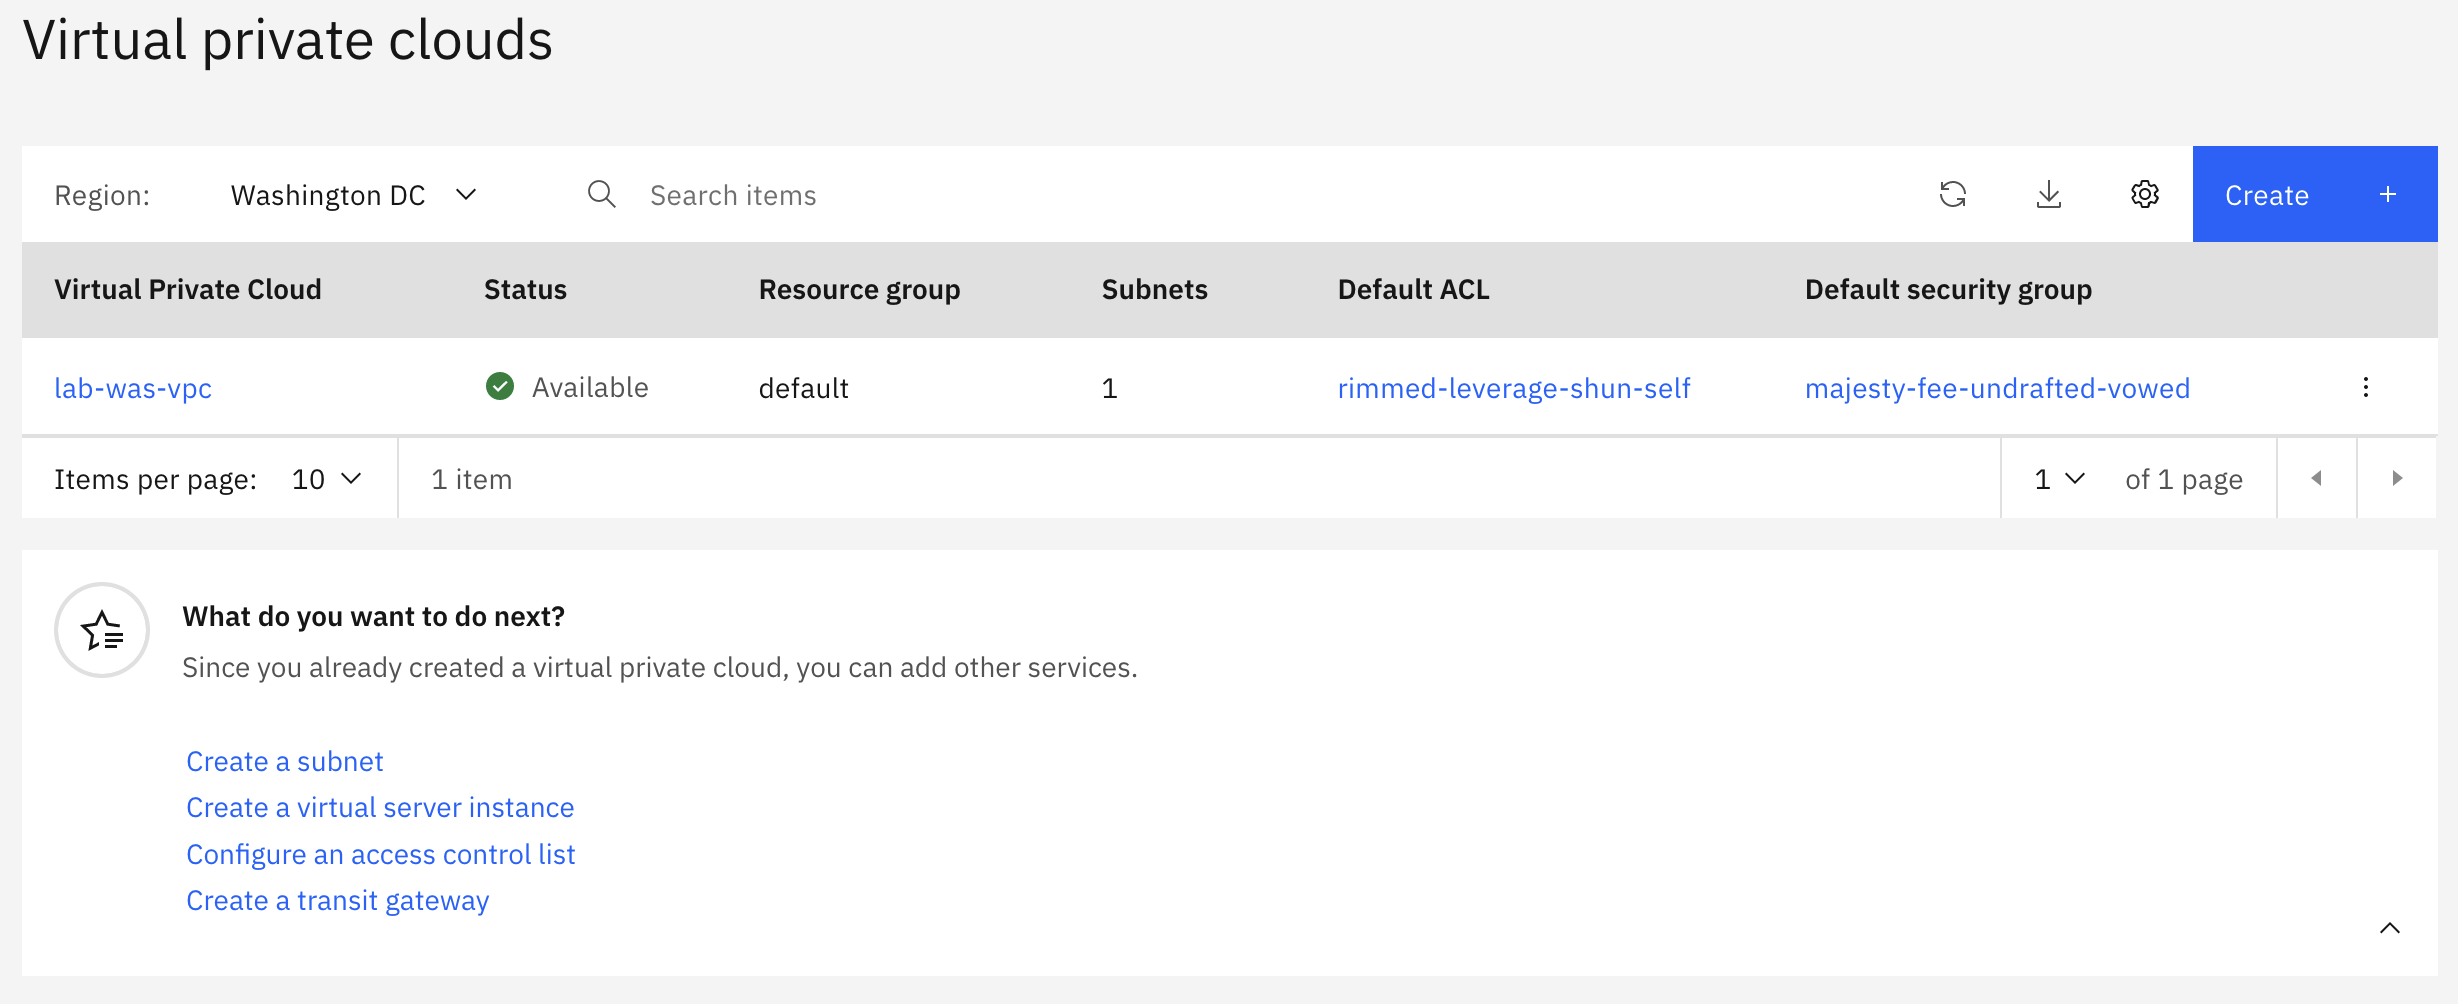 Virtual private clouds
Region: Washington DC Search items Create +
Virtual Private Cloud Status Resource group Subnets Default ACL Default security group
lab-was-vpc Available default 1 rimmed-leverage-shun-self majesty-fee-undrafted-vowed
Items per page: 10 1 item 1 of 1 page
What do you want to do next?
Since you already created a virtual private cloud, you can add other services.
Create a subnet
Create a virtual server instance
Configure an access control list
Create a transit gateway